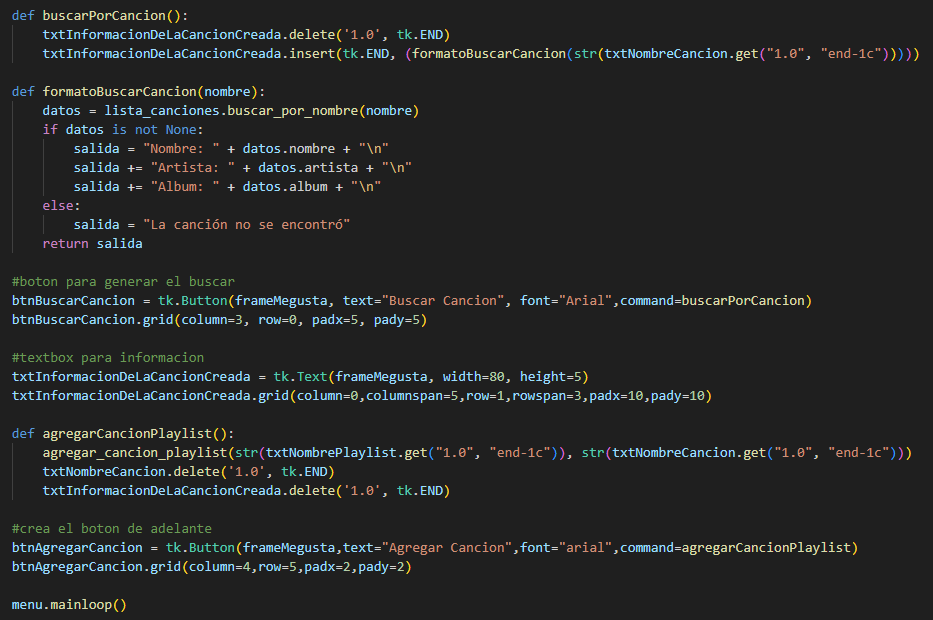 def buscarPorCancion():
    txtInformacionDeLaCancionCreada.delete('1.0', tk.END)
    txtInformacionDeLaCancionCreada.insert(tk.END, (formatoBuscarCancion(str(txtNombreCancion.get("1.0", "end-1c")))))

def formatoBuscarCancion(nombre):
    datos = lista_canciones.buscar_por_nombre(nombre)
    if datos is not None:
        salida = "Nombre: " + datos.nombre + "\n"
        salida += "Artista: " + datos.artista + "\n"
        salida += "Album: " + datos.album + "\n"
    else:
        salida = "La canción no se encontró"
    return salida

#boton para generar el buscar
btnBuscarCancion = tk.Button(frameMegusta, text="Buscar Cancion", font="Arial",command=buscarPorCancion)
btnBuscarCancion.grid(column=3, row=0, padx=5, pady=5)

#textbox para informacion
txtInformacionDeLaCancionCreada = tk.Text(frameMegusta, width=80, height=5)
txtInformacionDeLaCancionCreada.grid(column=0,columnspan=5,row=1,rowspan=3,padx=10,pady=10)

def agregarCancionPlaylist():
    agregar_cancion_playlist(str(txtNombrePlaylist.get("1.0", "end-1c")), str(txtNombreCancion.get("1.0", "end-1c")))
    txtNombreCancion.delete('1.0', tk.END)
    txtInformacionDeLaCancionCreada.delete('1.0', tk.END)

#crea el boton de adelante
btnAgregarCancion = tk.Button(frameMegusta,text="Agregar Cancion",font="arial",command=agregarCancionPlaylist)
btnAgregarCancion.grid(column=4,row=5,padx=2,pady=2)

menu.mainloop()